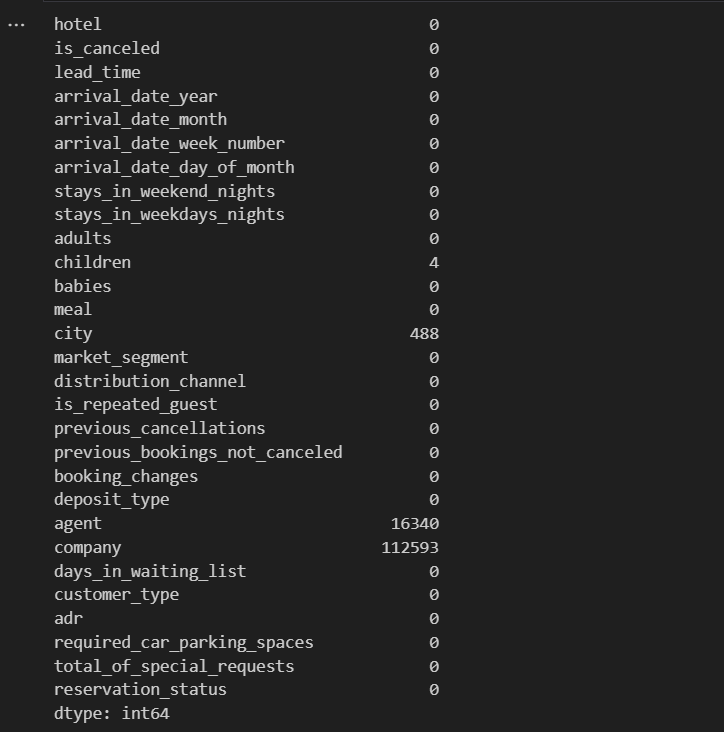 ...
hotel 0
is_canceled 0
lead_time 0
arrival_date_year 0
arrival_date_month 0
arrival_date_week_number 0
arrival_date_day_of_month 0
stays_in_weekend_nights 0
stays_in_weekdays_nights 0
adults 0
children 4
babies 0
meal 0
city 488
market_segment 0
distribution_channel 0
is_repeated_guest 0
previous_cancellations 0
previous_bookings_not_canceled 0
booking_changes 0
deposit_type 0
agent 16340
company 112593
days_in_waiting_list 0
customer_type 0
adr 0
required_car_parking_spaces 0
total_of_special_requests 0
reservation_status 0
dtype: int64